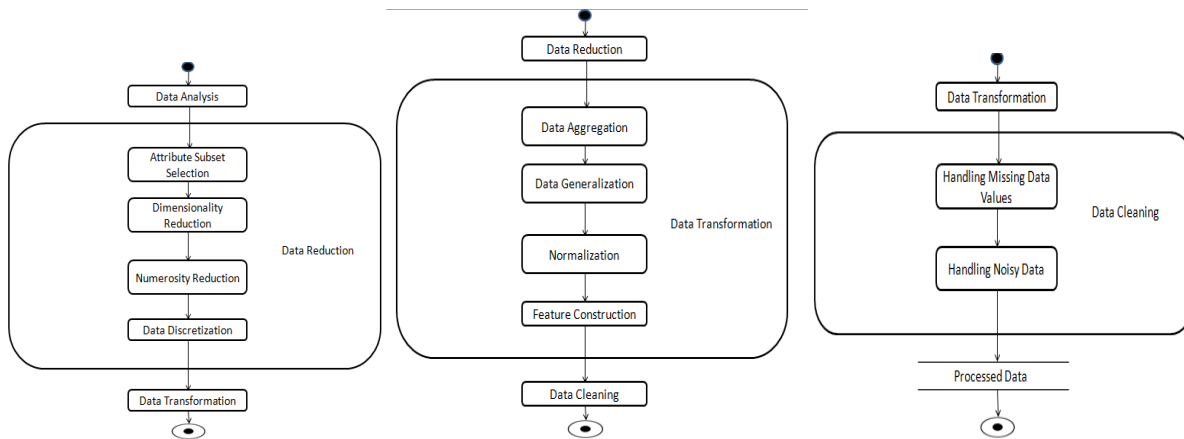 Data Analysis
Attribute Subset
Selection
Dimensionality
Reduction
Data Reduction
Numerosity Reduction
Data Discretization
Data Transformation
Data Reduction
Data Aggregation
Data Generalization
Data Transformation
Normalization
Feature Construction
Data Cleaning
Data Transformation
Handling Missing Data
Values
Data Cleaning
Handling Noisy Data
Processed Data